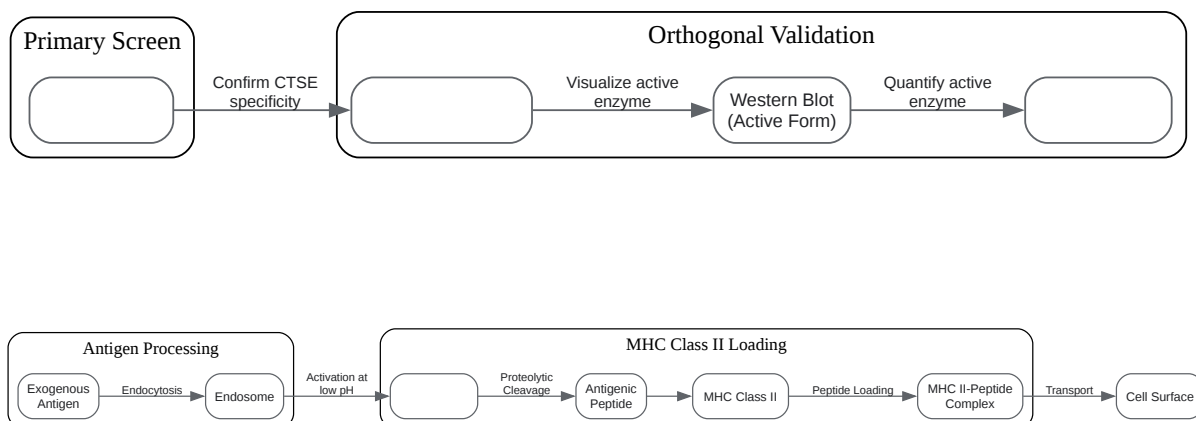 Primary Screen
Orthogonal Validation
Confirm CTSE
specificity
Visualize active
enzyme
Western Blot
(Active Form)
Quantify active
enzyme
Antigen Processing
MHC Class II Loading
Exogenous
Antigen
Endocytosis
Endosome
Activation at
low pH
Proteolytic
Cleavage
Antigenic
Peptide
MHC Class II
Peptide Loading
MHC II-Peptide
Complex
Transport
Cell Surface